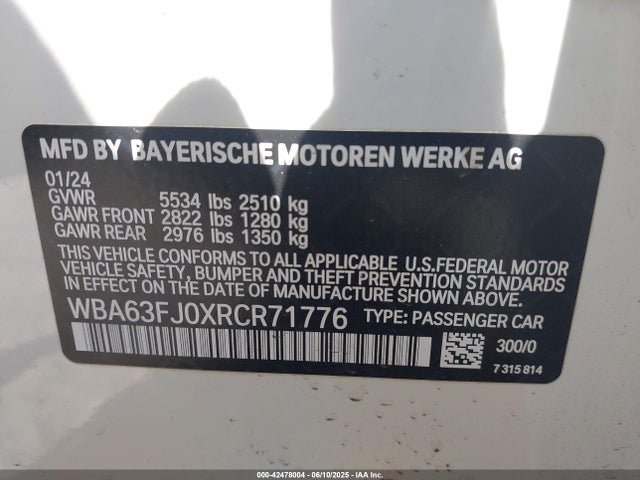 MFD BY BAYERISCHE MOTOREN WERKE AG
01/24
GVWR 5534 lbs 2510 kg
GAWR FRONT 2822 lbs 1280 kg
GAWR REAR 2976 lbs 1350 kg
THIS VEHICLE CONFORMS TO ALL APPLICABLE U.S.FEDERAL MOTOR
VEHICLE SAFETY, BUMPER AND THEFT PREVENTION STANDARDS
IN EFFECT ON THE DATE OF MANUFACTURE SHOWN ABOVE.
WBA63FJ0XRCR71776 TYPE: PASSENGER CAR
300/0
7 315 814
000-42478004 - 06/10/2025 - IAA Inc.